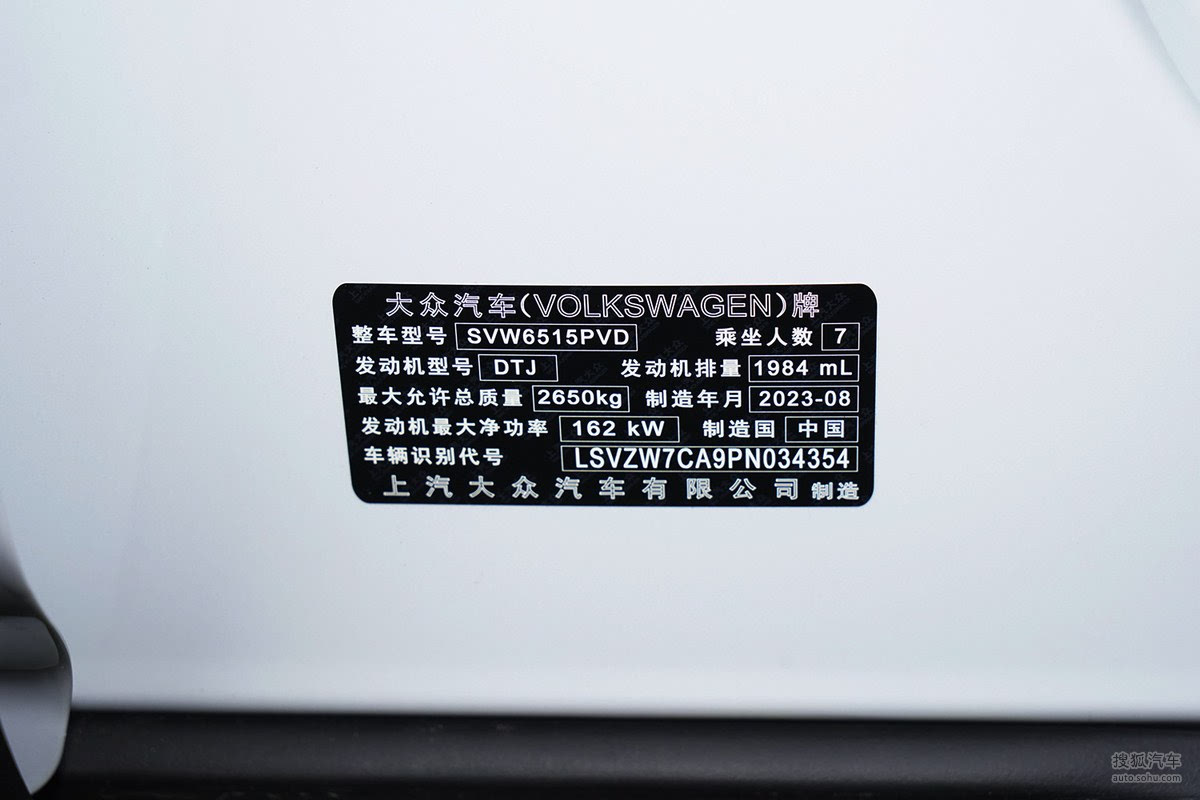 大众汽车(VOLKSWAGEN)牌
整车型号 SVW6515PVD 乘坐人数 7
发动机型号 DTJ 发动机排量 1984 mL
最大允许总质量 2650kg 制造年月 2023-08
发动机最大净功率 162 kW 制造国 中国
车辆识别代号 LSVZW7CA9PN034354
上汽大众汽车有限公司 制造
搜狐汽车
auto.sohu.com